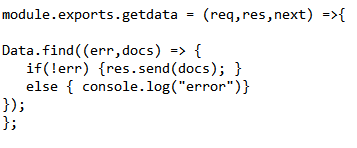 module.exports.getdata = (req,res,next) =>{
Data.find((err,docs) => {
if(!err) {res.send(docs); }
else { console.log("error")}
});
};